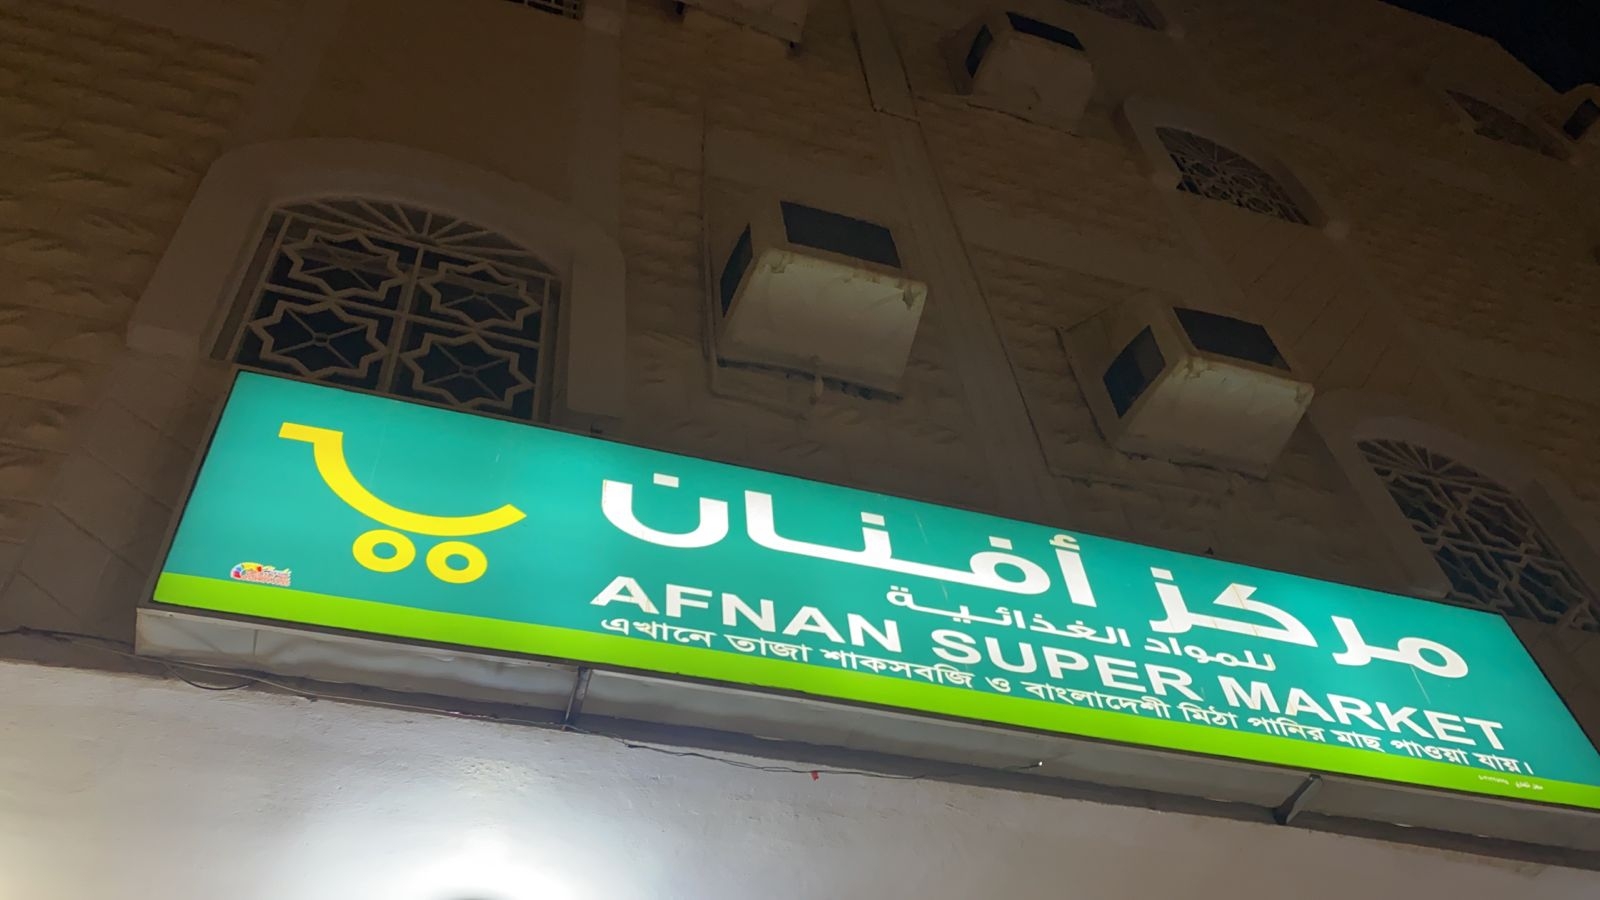 مركز أفنان
للمواد الغذائية
AFNAN SUPER MARKET
এখানে তাজা শাকসবজি ও বাংলাদেশী মিঠা পানির মাছ পাওয়া যায়।